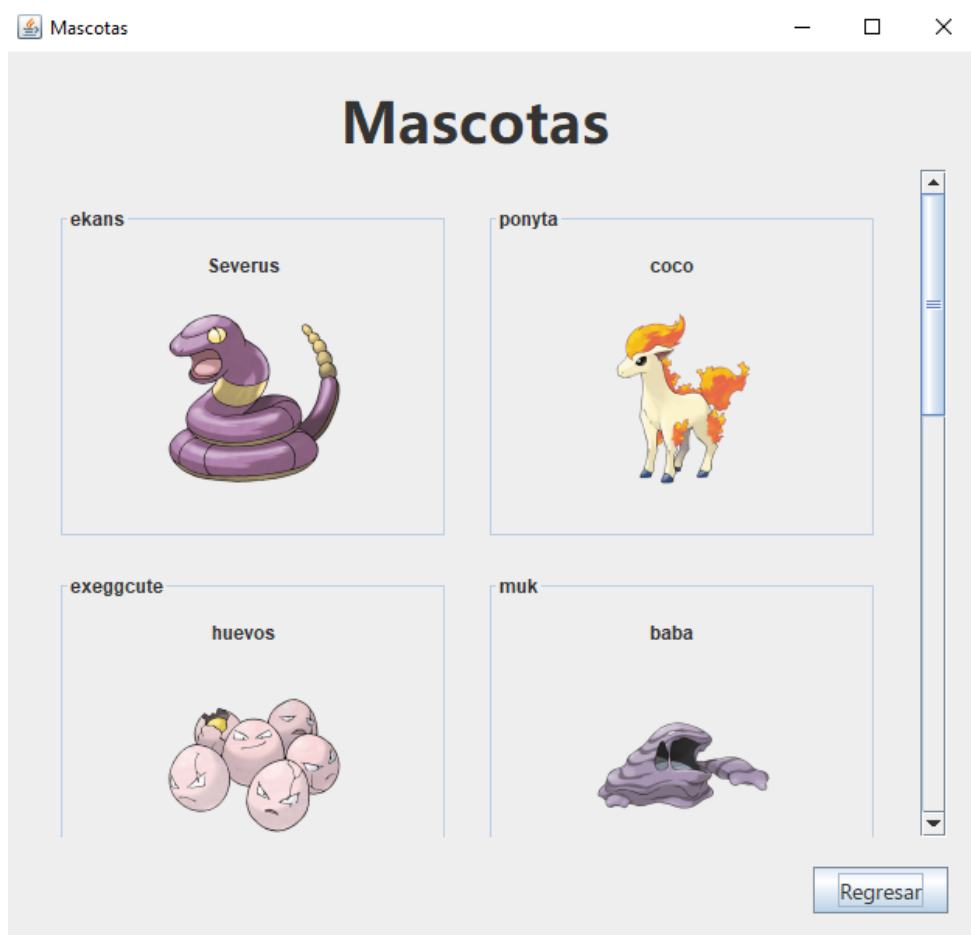 Mascotas
Mascotas
ekans
Severus
ponyta
coco
exeggcute
huevos
muk
baba
Regresar